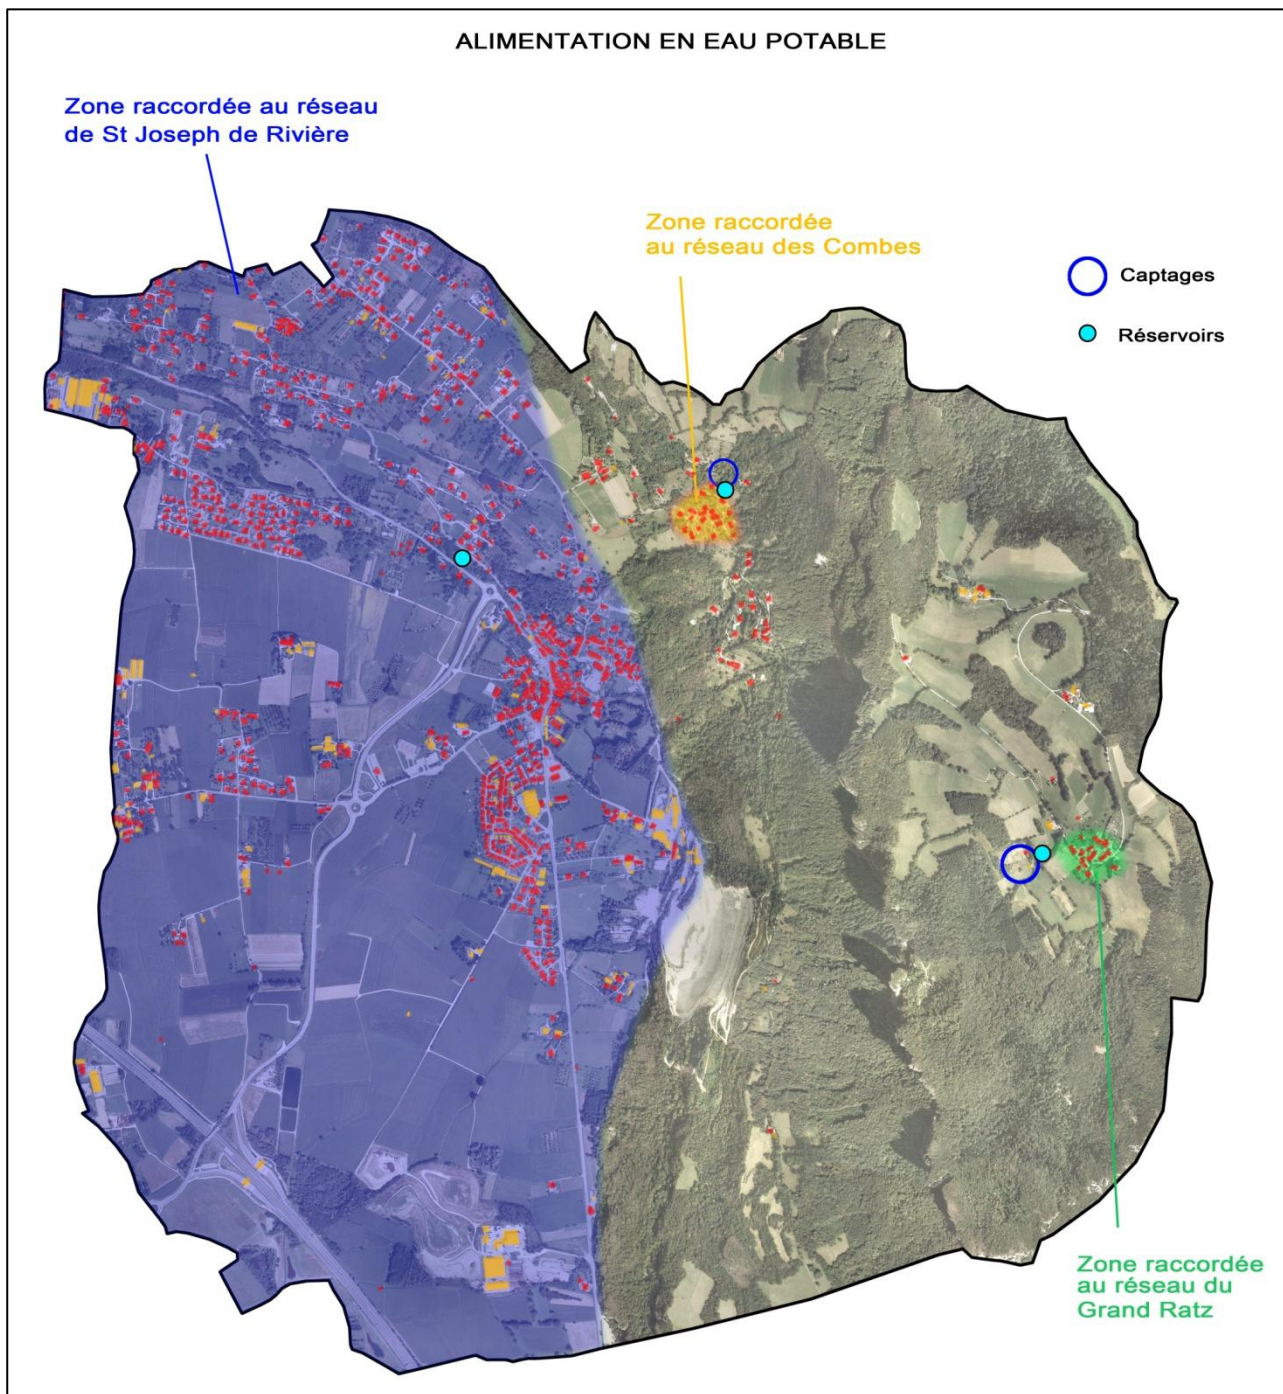 ALIMENTATION EN EAU POTABLE
Zone raccordée au réseau
de St Joseph de Rivière
Zone raccordée
au réseau des Combes
Captages
Réservoirs
Zone raccordée
au réseau du
Grand Ratz